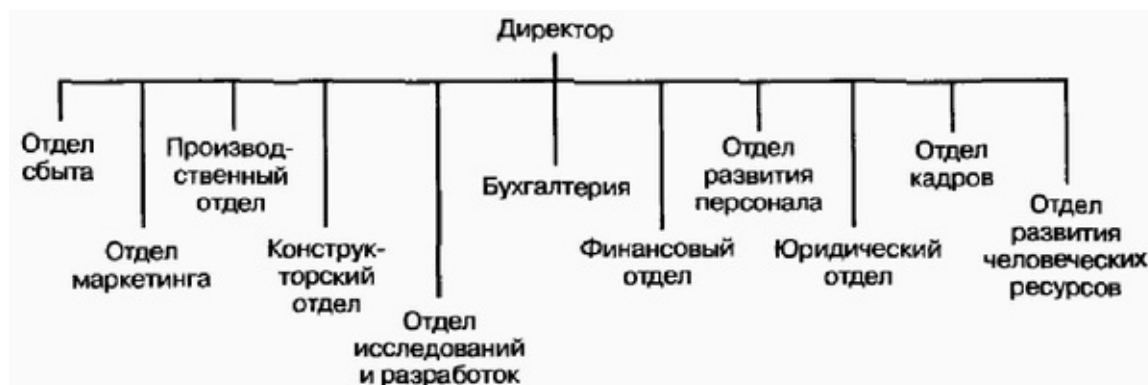 Директор
Отдел
сбыта
Отдел
маркетинга
Производ-
ственный
отдел
Конструк-
торский
отдел
Отдел
исследований
и разработок
Бухгалтерия
Финансовый
отдел
Отдел
развития
персонала
Юридический
отдел
Отдел
кадров
Отдел
развития
человеческих
ресурсов